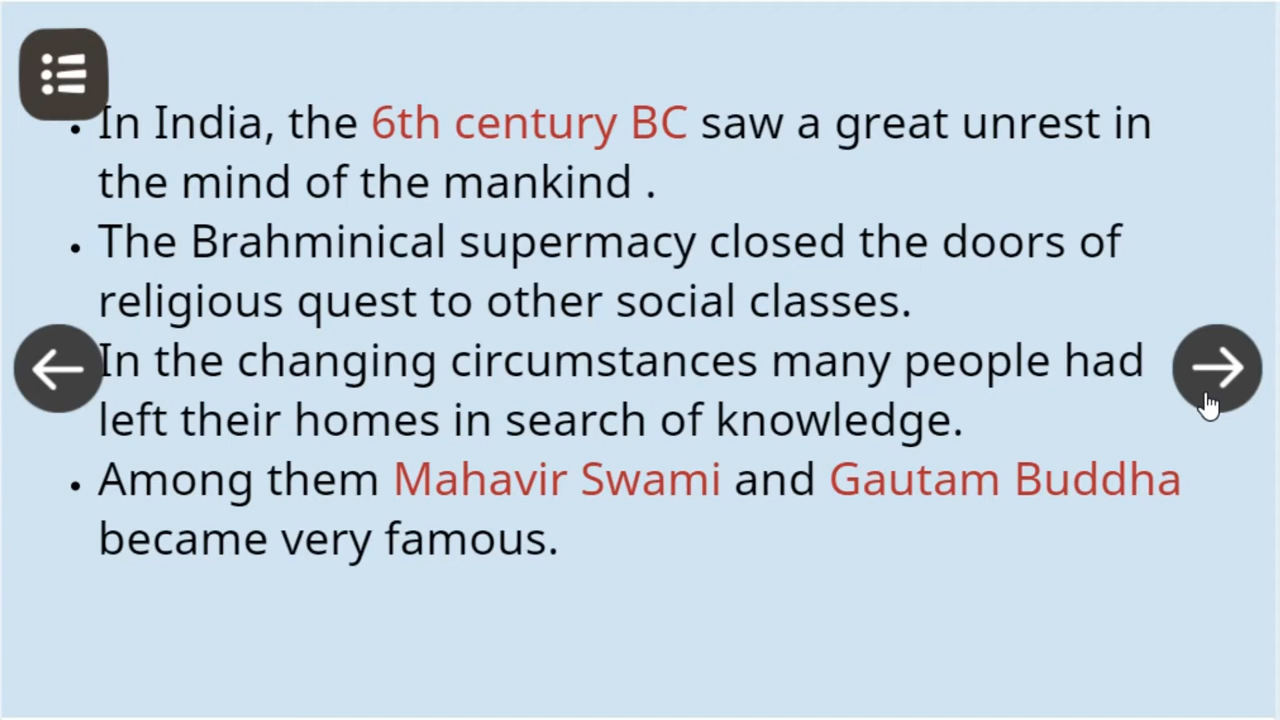 • In India, the 6th century BC saw a great unrest in
the mind of the mankind .
• The Brahminical supermacy closed the doors of
religious quest to other social classes.
In the changing circumstances many people had
left their homes in search of knowledge.
• Among them Mahavir Swami and Gautam Buddha
became very famous.